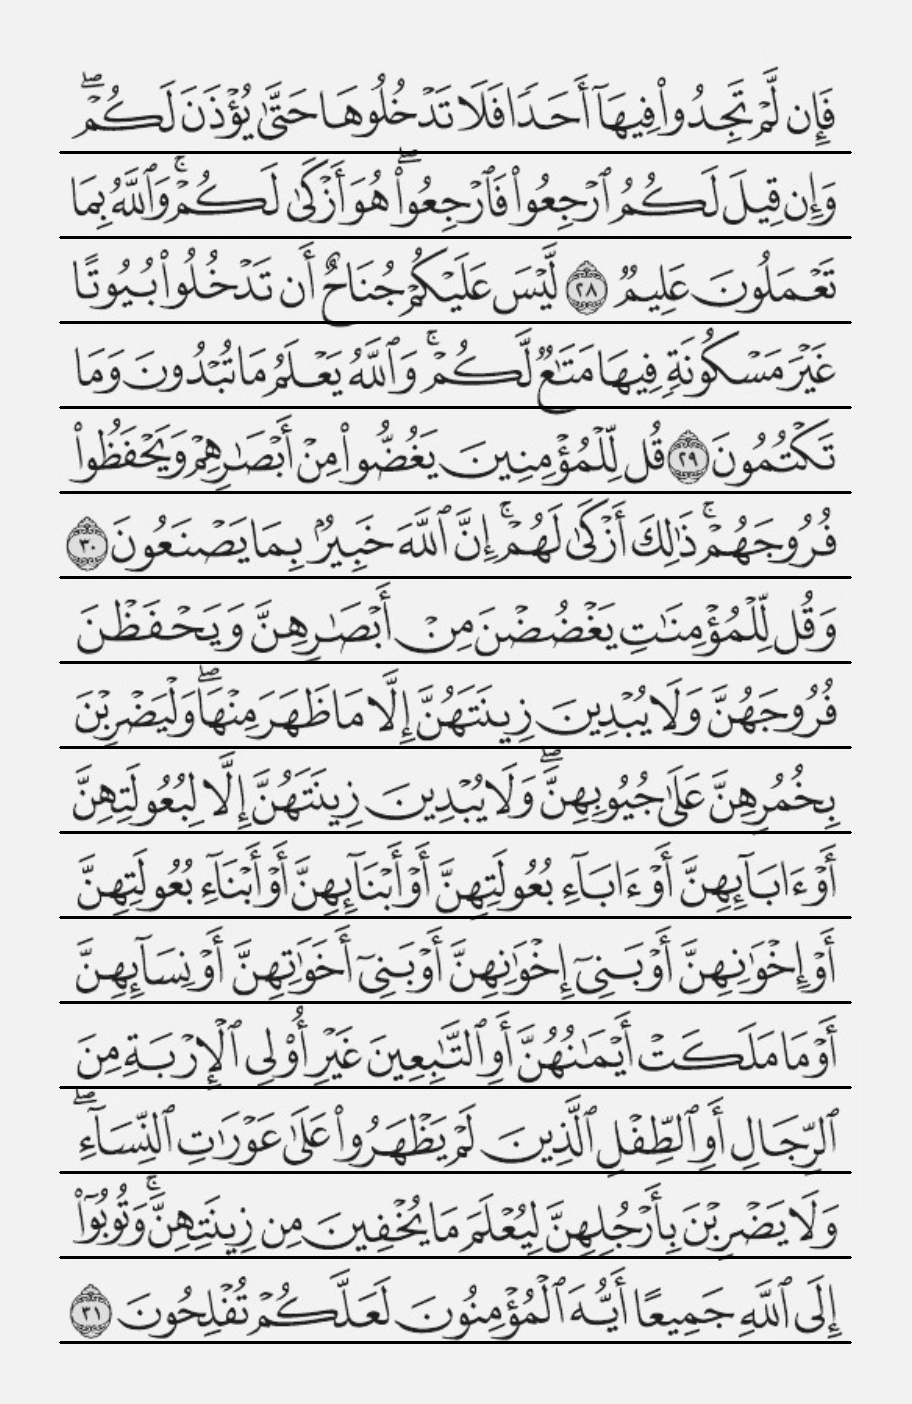 فَإِن لَّمْ تَجِدُوا۟ فِيهَآ أَحَدًا فَلَا تَدْخُلُوهَا حَتَّىٰ يُؤْذَنَ لَكُمْ ۖ
وَإِن قِيلَ لَكُمُ ٱرْجِعُوا۟ فَٱرْجِعُوا۟ ۖ هُوَ أَزْكَىٰ لَكُمْ ۚ وَٱللَّهُ بِمَا
تَعْمَلُونَ عَلِيمٌ ٢٨ لَّيْسَ عَلَيْكُمْ جُنَاحٌ أَن تَدْخُلُوا۟ بُيُوتًا
غَيْرَ مَسْكُونَةٍ فِيهَا مَتَـٰعٌ لَّكُمْ ۚ وَٱللَّهُ يَعْلَمُ مَا تُبْدُونَ وَمَا
تَكْتُمُونَ ٢٩ قُل لِّلْمُؤْمِنِينَ يَغُضُّوا۟ مِنْ أَبْصَـٰرِهِمْ وَيَحْفَظُوا۟
فُرُوجَهُمْ ۚ ذَٰلِكَ أَزْكَىٰ لَهُمْ ۚ إِنَّ ٱللَّهَ خَبِيرٌۢ بِمَا يَصْنَعُونَ ٣٠
وَقُل لِّلْمُؤْمِنَـٰتِ يَغْضُضْنَ مِنْ أَبْصَـٰرِهِنَّ وَيَحْفَظْنَ
فُرُوجَهُنَّ وَلَا يُبْدِينَ زِينَتَهُنَّ إِلَّا مَا ظَهَرَ مِنْهَا ۖ وَلْيَضْرِبْنَ
بِخُمُرِهِنَّ عَلَىٰ جُيُوبِهِنَّ ۖ وَلَا يُبْدِينَ زِينَتَهُنَّ إِلَّا لِبُعُولَتِهِنَّ
أَوْ ءَابَآئِهِنَّ أَوْ ءَابَآءِ بُعُولَتِهِنَّ أَوْ أَبْنَآئِهِنَّ أَوْ أَبْنَآءِ بُعُولَتِهِنَّ
أَوْ إِخْوَٰنِهِنَّ أَوْ بَنِىٓ إِخْوَٰنِهِنَّ أَوْ بَنِىٓ أَخَوَٰتِهِنَّ أَوْ نِسَآئِهِنَّ
أَوْ مَا مَلَكَتْ أَيْمَـٰنُهُنَّ أَوِ ٱلتَّـٰبِعِينَ غَيْرِ أُو۟لِى ٱلْإِرْبَةِ مِنَ
ٱلرِّجَالِ أَوِ ٱلطِّفْلِ ٱلَّذِينَ لَمْ يَظْهَرُوا۟ عَلَىٰ عَوْرَٰتِ ٱلنِّسَآءِ ۖ
وَلَا يَضْرِبْنَ بِأَرْجُلِهِنَّ لِيُعْلَمَ مَا يُخْفِينَ مِن زِينَتِهِنَّ ۚ وَتُوبُوٓا۟
إِلَى ٱللَّهِ جَمِيعًا أَيُّهَ ٱلْمُؤْمِنُونَ لَعَلَّكُمْ تُفْلِحُونَ ٣١